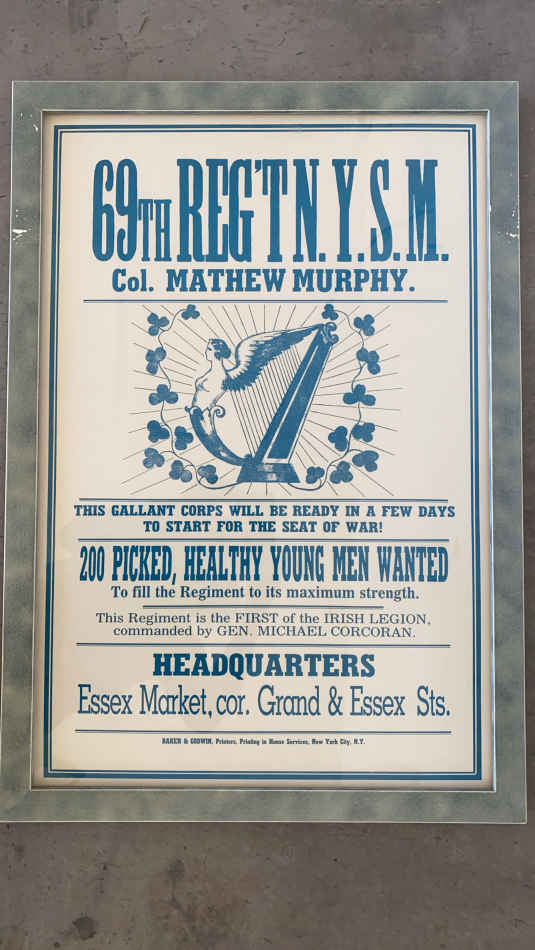 69TH REG'T N.Y.S.M.
Col. MATHEW MURPHY.
THIS GALLANT CORPS WILL BE READY IN A FEW DAYS
TO START FOR THE SEAT OF WAR!
200 PICKED, HEALTHY YOUNG MEN WANTED
To fill the Regiment to its maximum strength.
This Regiment is the FIRST of the IRISH LEGION,
commanded by GEN. MICHAEL CORCORAN.
HEADQUARTERS
Essex Market, cor. Grand & Essex Sts.
BAKER & GODWIN, Printers, Printing in House Services, New York City, N.Y.